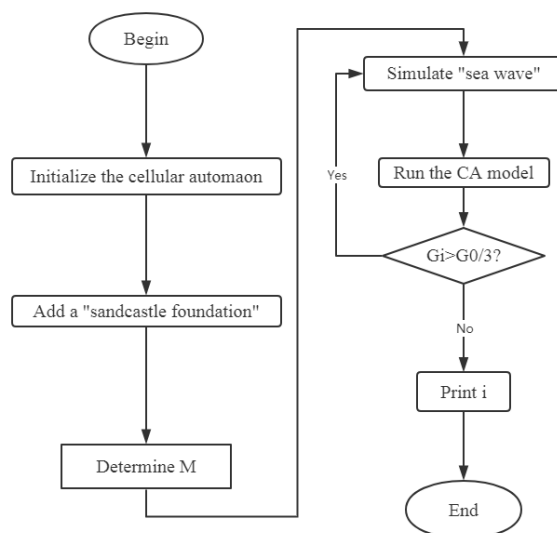 Begin
Initialize the cellular automaon
Add a "sandcastle foundation"
Determine M
Simulate "sea wave"
Run the CA model
Yes
Gi>G0/3?
No
Print i
End